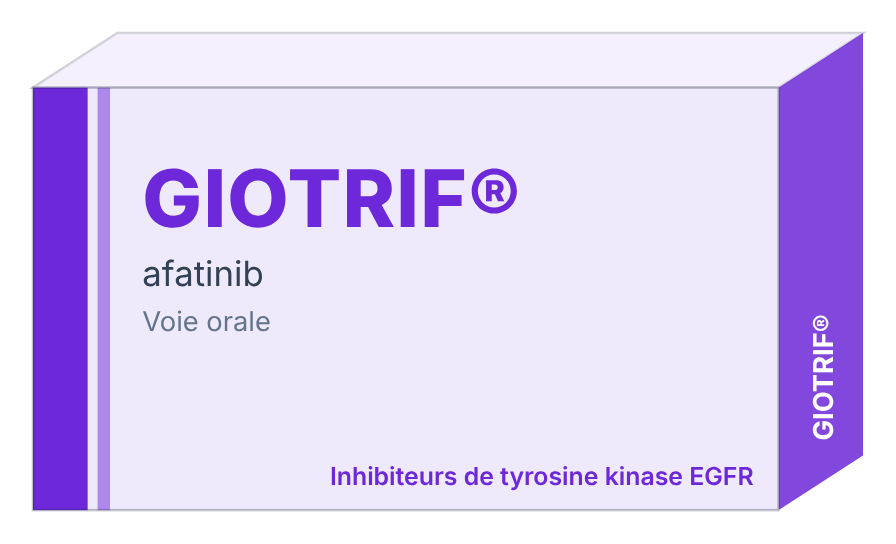 GIOTRIF®
afatinib
Voie orale
Inhibiteurs de tyrosine kinase EGFR
GIOTRIF®